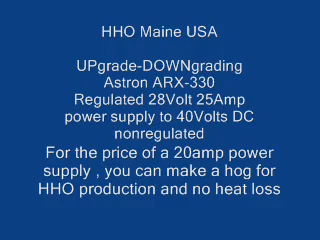 HHO Maine USA
UPgrade-DOWNgrading
Astron ARX-330
Regulated 28Volt 25Amp
power supply to 40Volts DC
nonregulated
For the price of a 20amp power
supply , you can make a hog for
HHO production and no heat loss